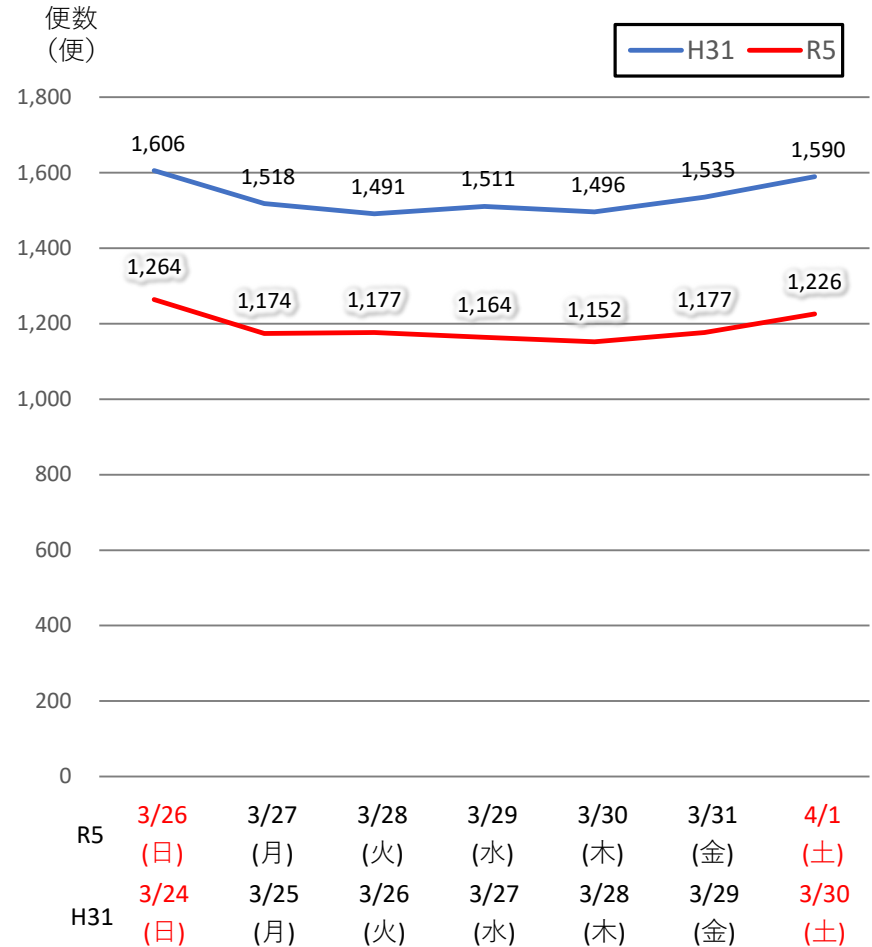 便数
（便）
H31 R5
1,800
1,600
1,400
1,200
1,000
800
600
400
200
0
1,606 1,518 1,491 1,511 1,496 1,535 1,590
1,264 1,174 1,177 1,164 1,152 1,177 1,226
R5 3/26 3/27 3/28 3/29 3/30 3/31 4/1
(日) (月) (火) (水) (木) (金) (土)
H31 3/24 3/25 3/26 3/27 3/28 3/29 3/30
(日) (月) (火) (水) (木) (金) (土)